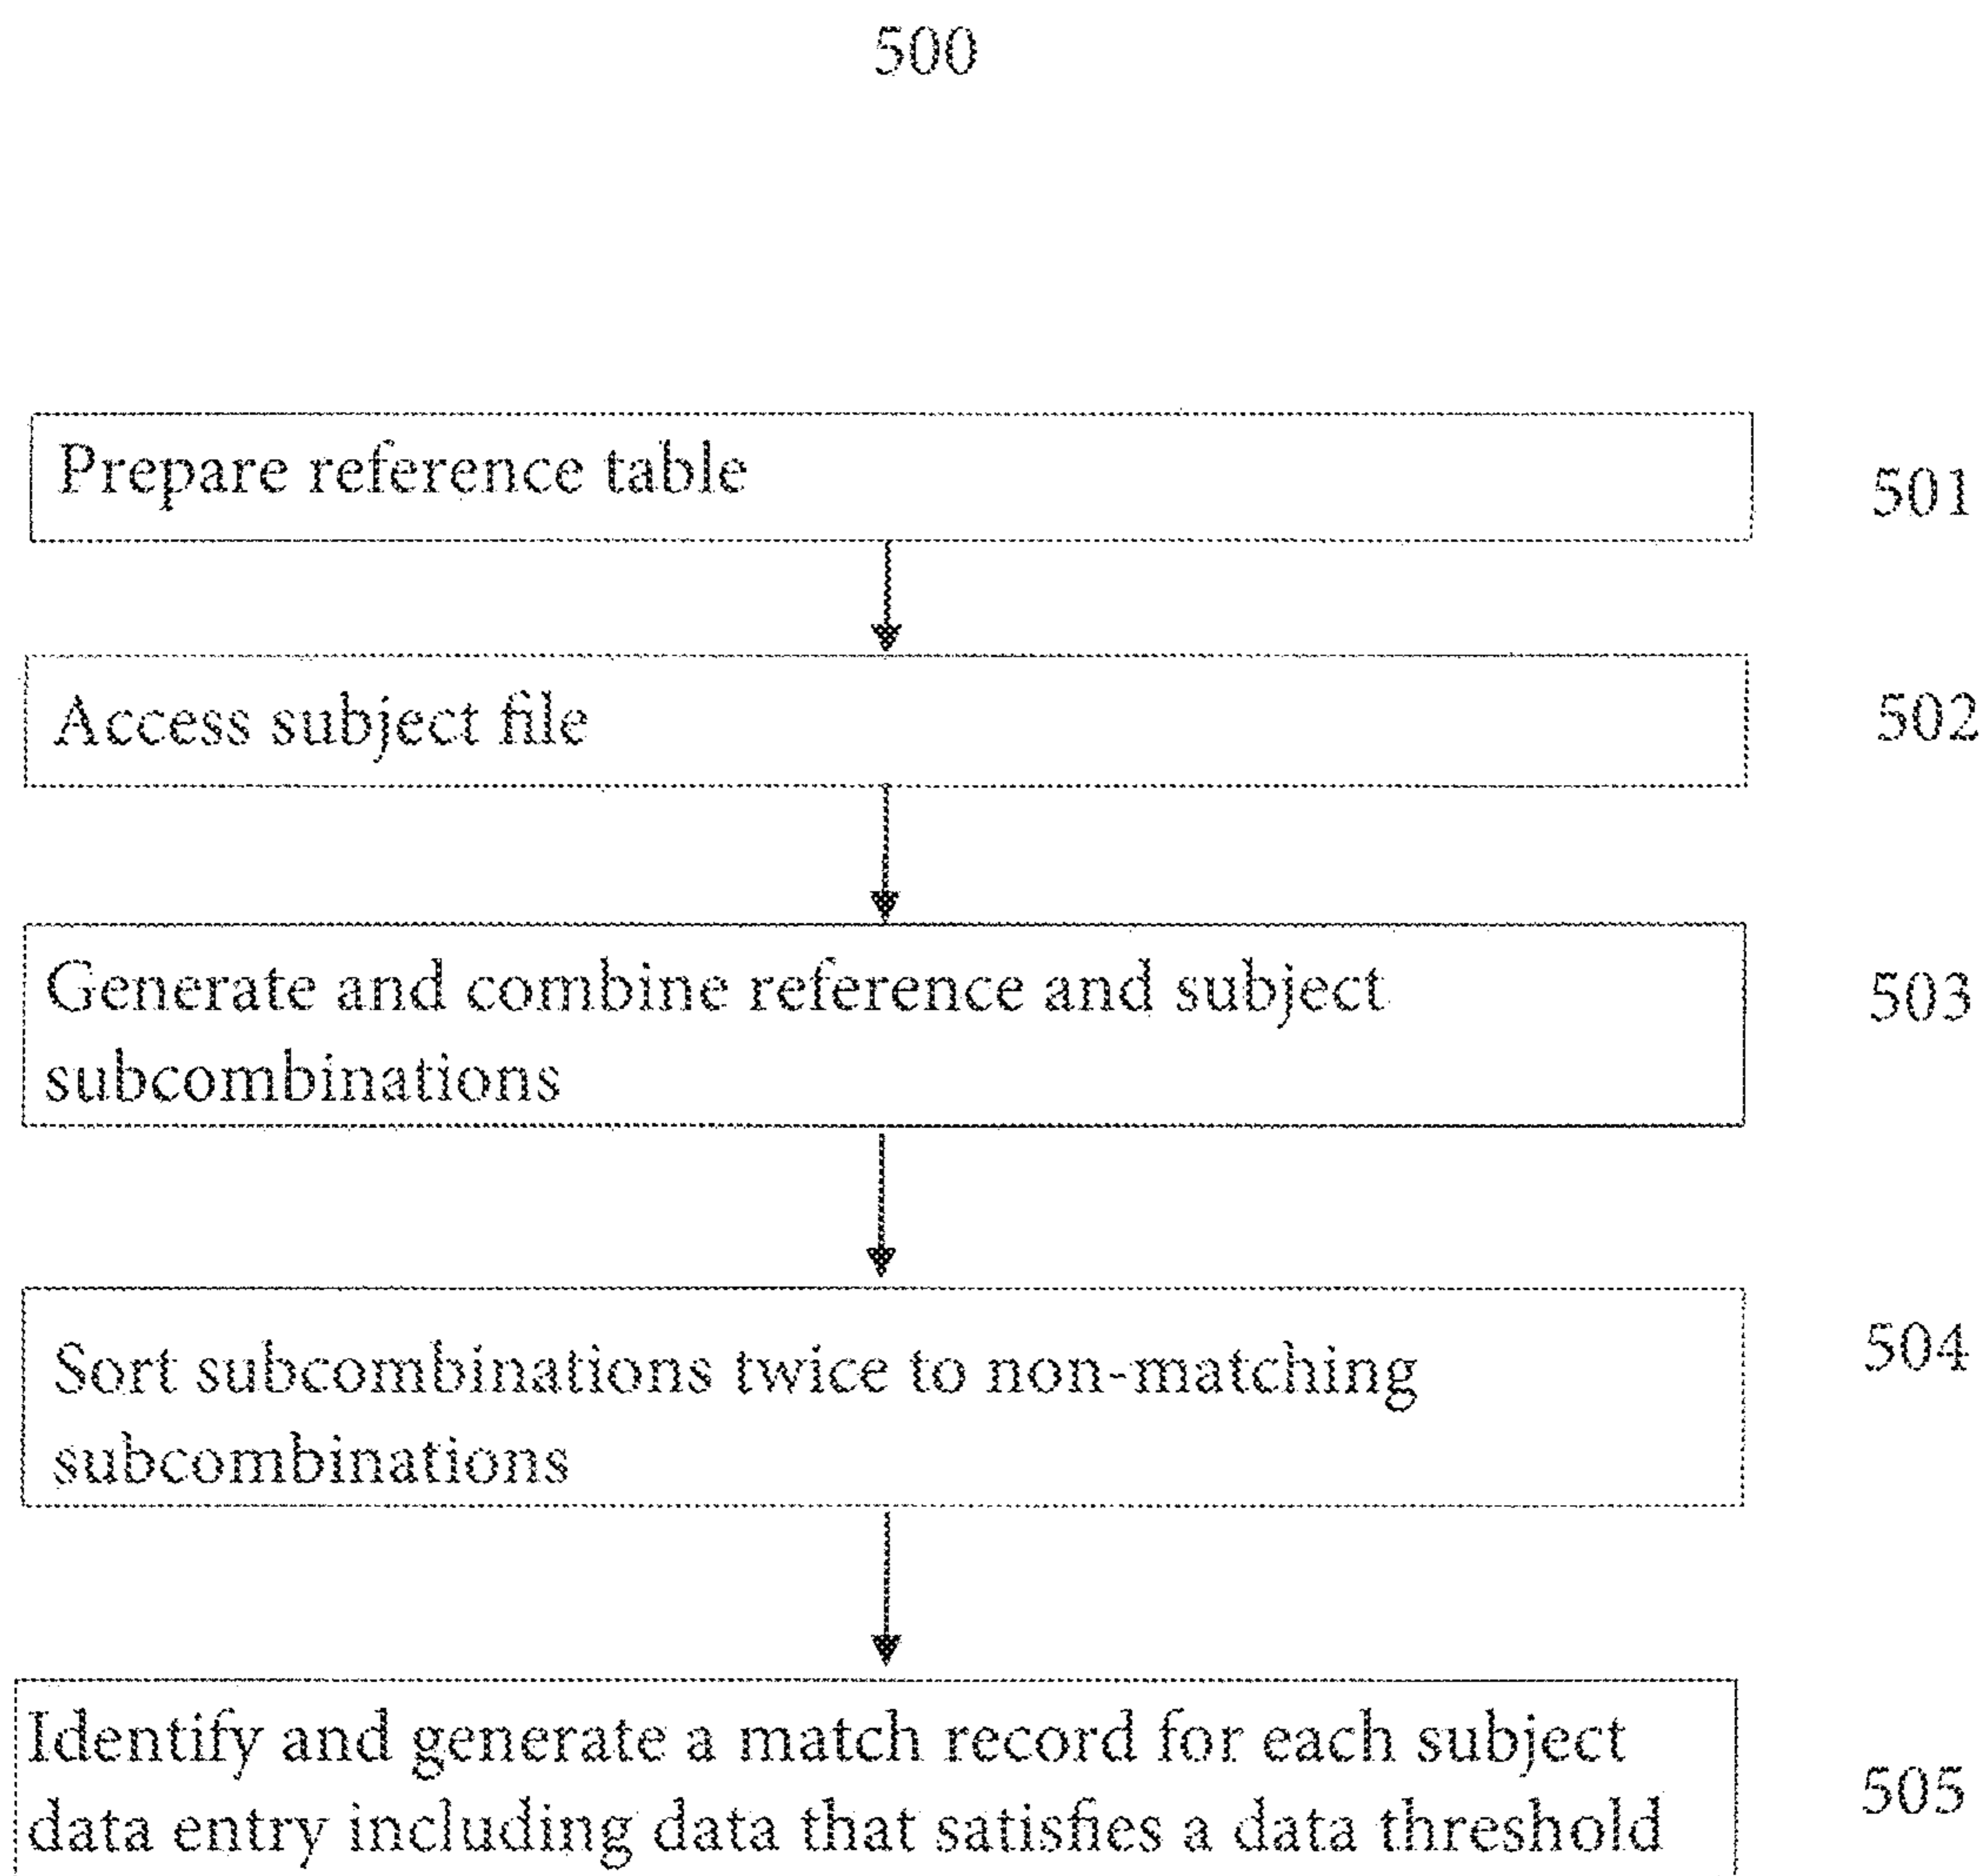 500
Prepare reference table
501
Access subject file
502
Generate and combine reference and subject
subcombinations
503
Sort subcombinations twice to non-matching
subcombinations
504
Identify and generate a match record for each subject
data entry including data that satisfies a data threshold
505